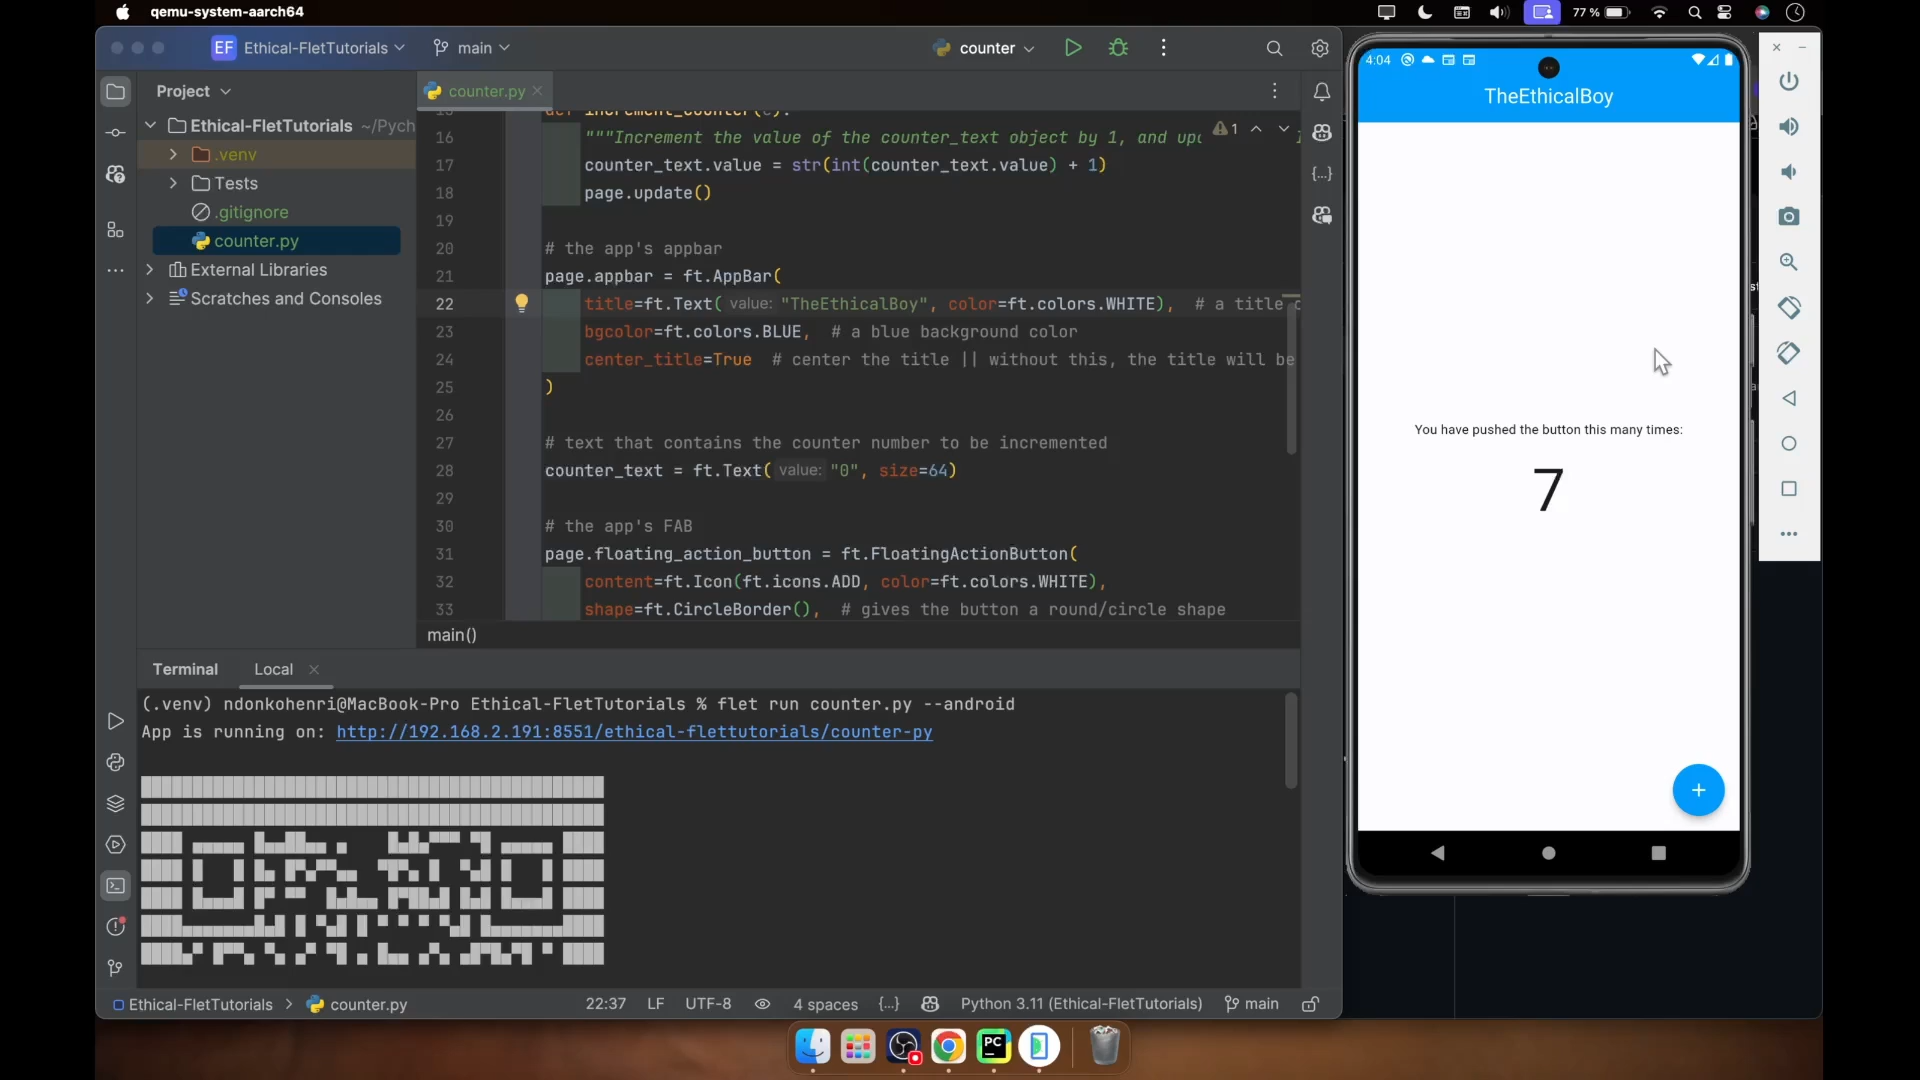 qemu-system-aarch64
77 %
EF Ethical-FletTutorials
main
counter
Project
Ethical-FletTutorials ~/Pych
.venv
Tests
.gitignore
counter.py
External Libraries
Scratches and Consoles
counter.py
1
16 """Increment the value of the counter_text object by 1, and upd
17 counter_text.value = str(int(counter_text.value) + 1)
18 page.update()
19
20 # the app's appbar
21 page.appbar = ft.AppBar(
22 title=ft.Text( value: "TheEthicalBoy", color=ft.colors.WHITE), # a title
23 bgcolor=ft.colors.BLUE, # a blue background color
24 center_title=True # center the title || without this, the title will be
25 )
26
27 # text that contains the counter number to be incremented
28 counter_text = ft.Text( value: "0", size=64)
29
30 # the app's FAB
31 page.floating_action_button = ft.FloatingActionButton(
32 content=ft.Icon(ft.icons.ADD, color=ft.colors.WHITE),
33 shape=ft.CircleBorder(), # gives the button a round/circle shape
main()
Terminal
Local
(.venv) ndonkohenri@MacBook-Pro Ethical-FletTutorials % flet run counter.py --android
App is running on: http://192.168.2.191:8551/ethical-flettutorials/counter-py
Ethical-FletTutorials > counter.py
22:37
LF
UTF-8
4 spaces
{...}
Python 3.11 (Ethical-FletTutorials)
main
4:04
TheEthicalBoy
You have pushed the button this many times:
7
+
PC